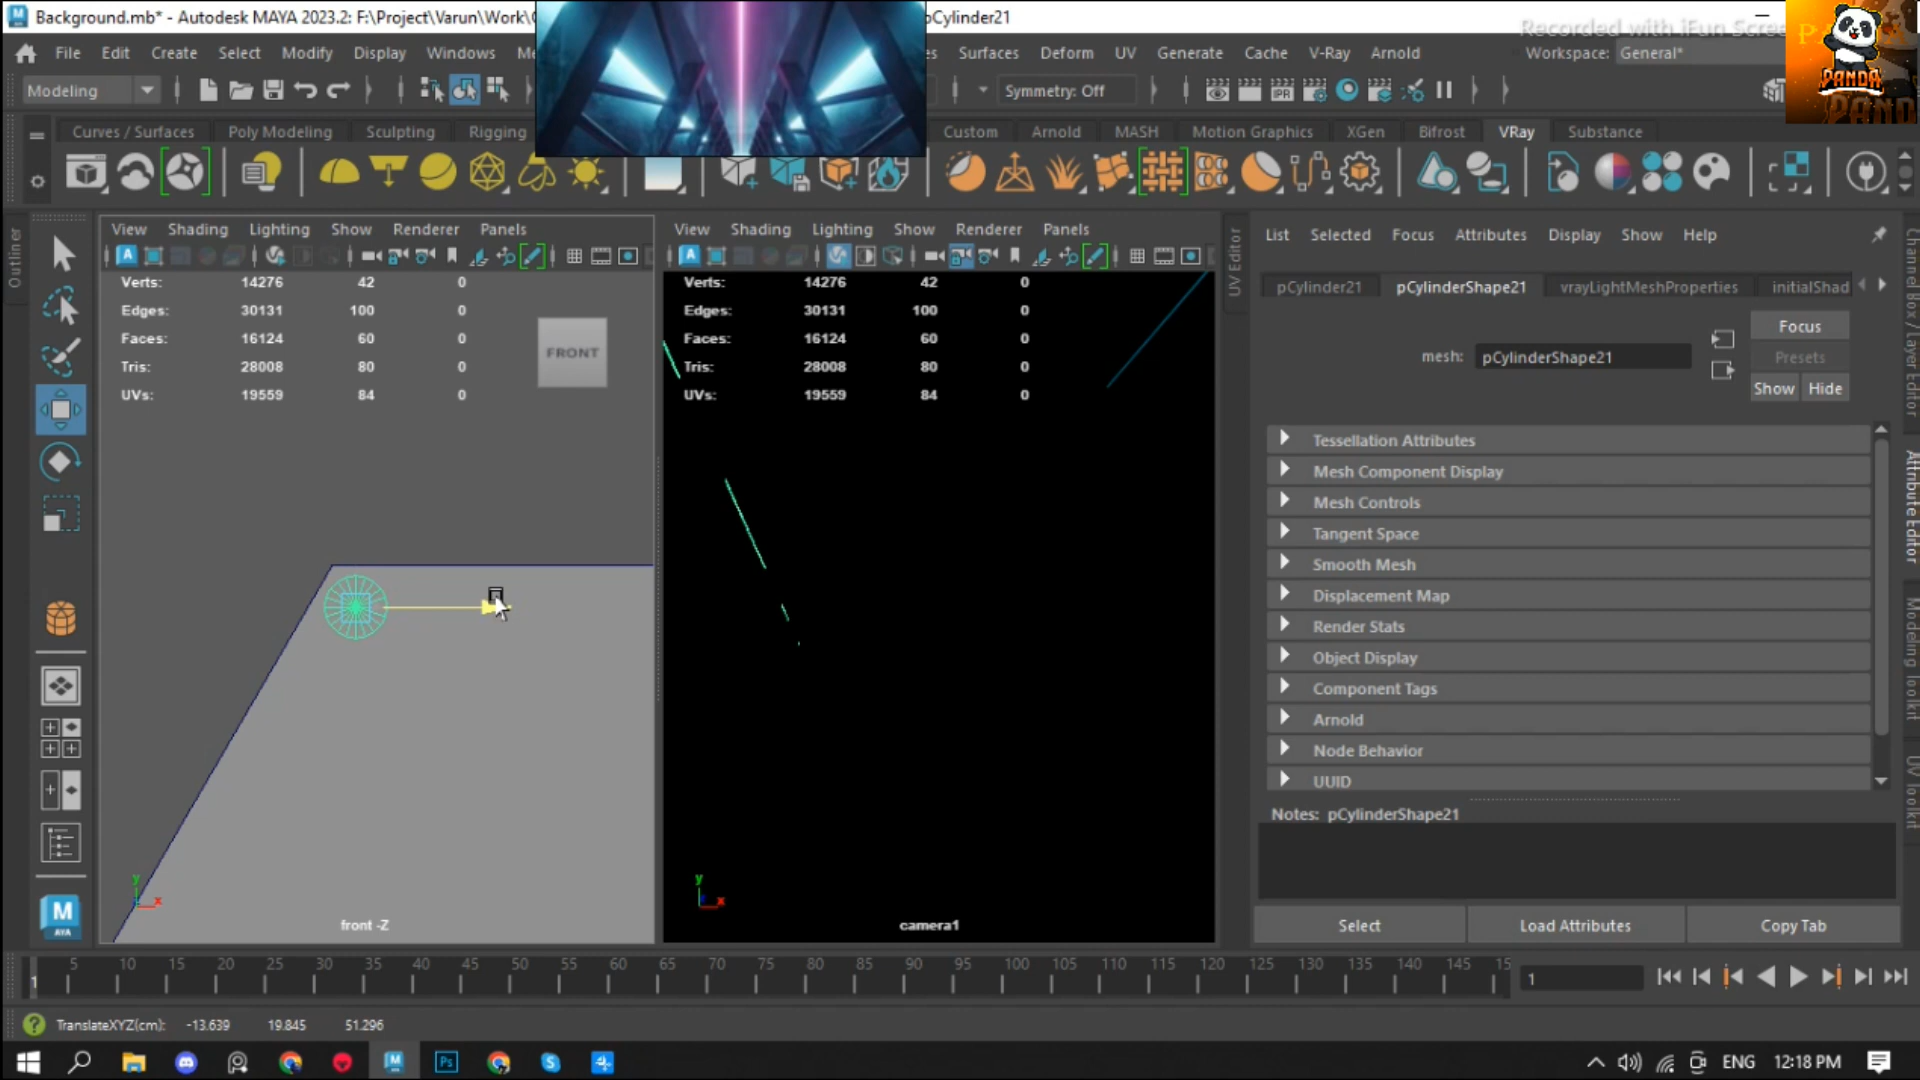 Background.mb* - Autodesk MAYA 2023.2: F:\Project\Varun\Work\
pCylinder21
Recorded with iFun Scree
PANDA
File Edit Create Select Modify Display Windows
Surfaces Deform UV Generate Cache V-Ray Arnold
Workspace: General*
Modeling
Symmetry: Off
IPR
Curves / Surfaces Poly Modeling Sculpting Rigging
Custom Arnold MASH Motion Graphics XGen Bifrost VRay Substance
Outliner
View Shading Lighting Show Renderer Panels
Verts: 14276 42 0
Edges: 30131 100 0
Faces: 16124 60 0
Tris: 28008 80 0
UVs: 19559 84 0
FRONT
y
x
front -Z
View Shading Lighting Show Renderer Panels
Verts: 14276 42 0
Edges: 30131 100 0
Faces: 16124 60 0
Tris: 28008 80 0
UVs: 19559 84 0
y
x
camera1
UV Editor
List Selected Focus Attributes Display Show Help
pCylinder21 pCylinderShape21 vrayLightMeshProperties initialShad
mesh: pCylinderShape21
Focus
Presets
Show Hide
Tessellation Attributes
Mesh Component Display
Mesh Controls
Tangent Space
Smooth Mesh
Displacement Map
Render Stats
Object Display
Component Tags
Arnold
Node Behavior
UUID
Notes: pCylinderShape21
Select Load Attributes Copy Tab
Channel Box / Layer Editor
Attribute Editor
Modeling Toolkit
UV Toolkit
M
AYA
1 5 10 15 20 25 30 35 40 45 50 55 60 65 70 75 80 85 90 95 100 105 110 115 120 125 130 135 140 145 15
1
TranslateXYZ(cm): -13.639 19.845 51.296
Ps
ENG 12:18 PM